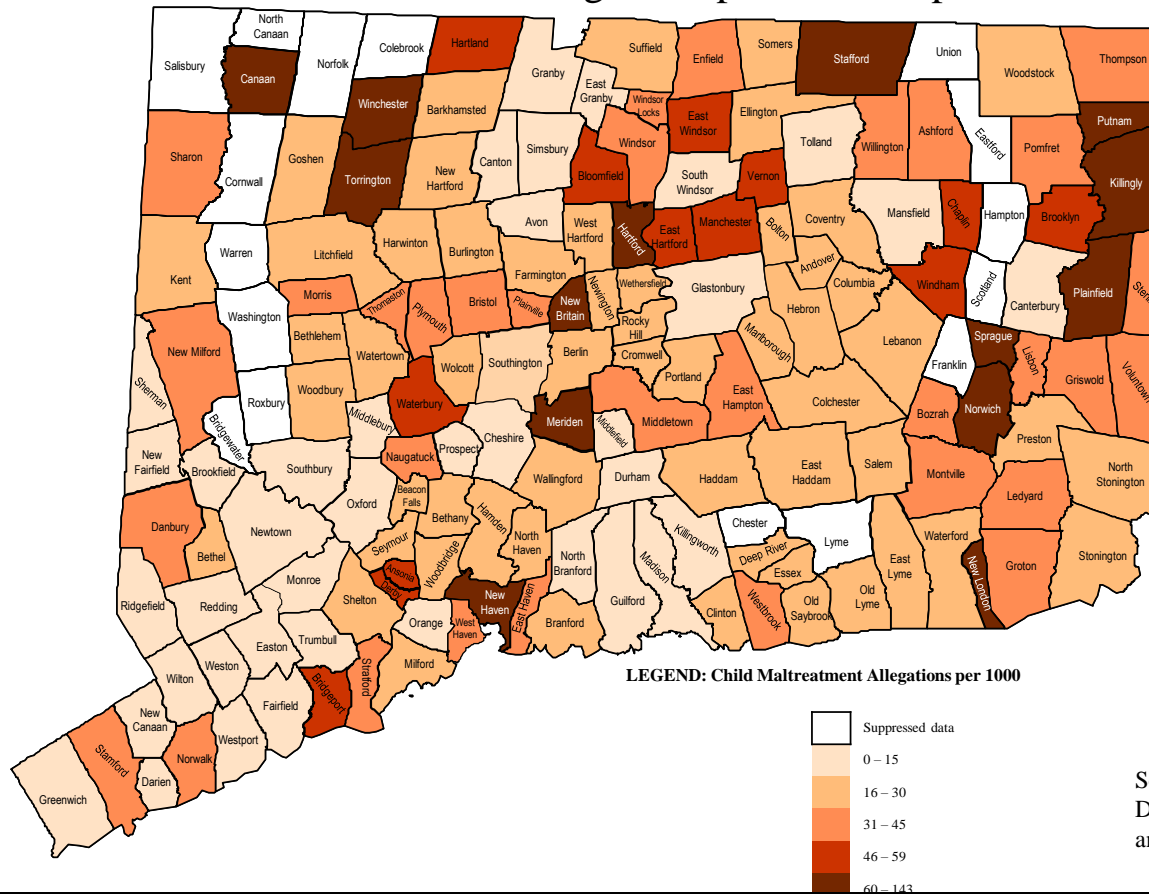 North
Canaan
Salisbury
Canaan
Norfolk
Colebrook
Hartland
Granby
Suffield
East
Granby
Windsor
Locks
Enfield
Somers
Stafford
Union
Woodstock
Thompson
Winchester
Barkhamsted
East
Windsor
Ellington
Putnam
Sharon
Cornwall
Goshen
Torrington
New
Hartford
Canton
Simsbury
Bloomfield
Windsor
South
Windsor
Vernon
Tolland
Willington
Ashford
Eastford
Pomfret
Killingly
Kent
Warren
Litchfield
Harwinton
Burlington
Avon
West
Hartford
Hartford
East
Hartford
Manchester
Bolton
Coventry
Mansfield
Chaplin
Hampton
Brooklyn
Farmington
Andover
Columbia
Windham
Scotland
Canterbury
Plainfield
Washington
Morris
Thomaston
Plymouth
Bristol
Plainville
New
Britain
Newington
Wethersfield
Rocky
Hill
Glastonbury
Hebron
Marlborough
Lebanon
Franklin
Sprague
Lisbon
Griswold
New Milford
Bethlehem
Watertown
Wolcott
Southington
Berlin
Cromwell
Portland
East
Hampton
Colchester
Bozrah
Norwich
Preston
Sherman
Roxbury
Woodbury
Middlebury
Waterbury
Meriden
Middlefield
Middletown
Bridgewater
Naugatuck
Prospect
Cheshire
New
Fairfield
Brookfield
Southbury
Oxford
Beacon
Falls
Bethany
Hamden
Wallingford
Durham
Haddam
East
Haddam
Salem
Montville
Ledyard
North
Stonington
Danbury
Bethel
Newtown
Seymour
Woodbridge
North
Haven
North
Branford
Madison
Killingworth
Chester
Deep River
Essex
Lyme
East
Lyme
Waterford
New London
Groton
Stonington
Ridgefield
Redding
Monroe
Shelton
Ansonia
Derby
Orange
New
Haven
West
Haven
East Haven
Branford
Guilford
Clinton
Westbrook
Old
Saybrook
Old
Lyme
Wilton
Weston
Easton
Trumbull
Fairfield
Bridgeport
Stratford
Milford
New
Canaan
Westport
Norwalk
Darien
Stamford
Greenwich
LEGEND: Child Maltreatment Allegations per 1000
Suppressed data
0 – 15
16 – 30
31 – 45
46 – 59
60 – 143